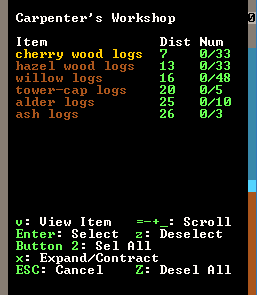 Carpenter's Workshop
Item Dist Num
cherry wood logs 7 0/33
hazel wood logs 13 0/33
willow logs 16 0/48
tower-cap logs 20 0/5
alder logs 25 0/10
ash logs 26 0/3
v: View Item =-+_: Scroll
Enter: Select z: Deselect
Button 2: Sel All
x: Expand/Contract
ESC: Cancel Z: Desel All